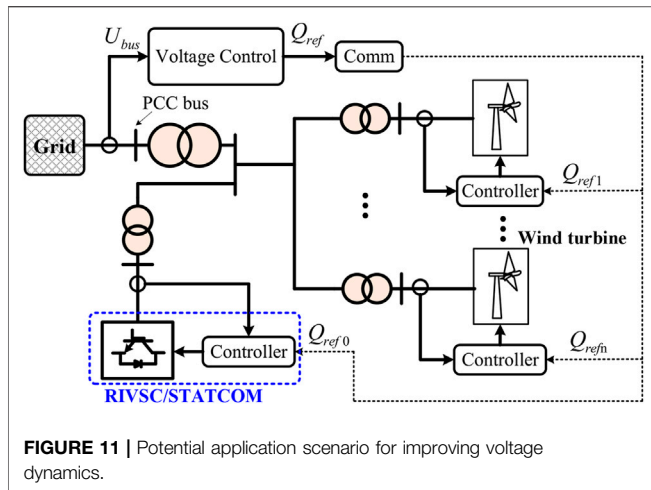 U_bus
Voltage Control
Q_ref
Comm
PCC bus
Grid
Controller
Q_ref1
Wind turbine
Controller
Q_refn
Controller
Q_ref0
RIVSC/STATCOM
FIGURE 11 | Potential application scenario for improving voltage
dynamics.